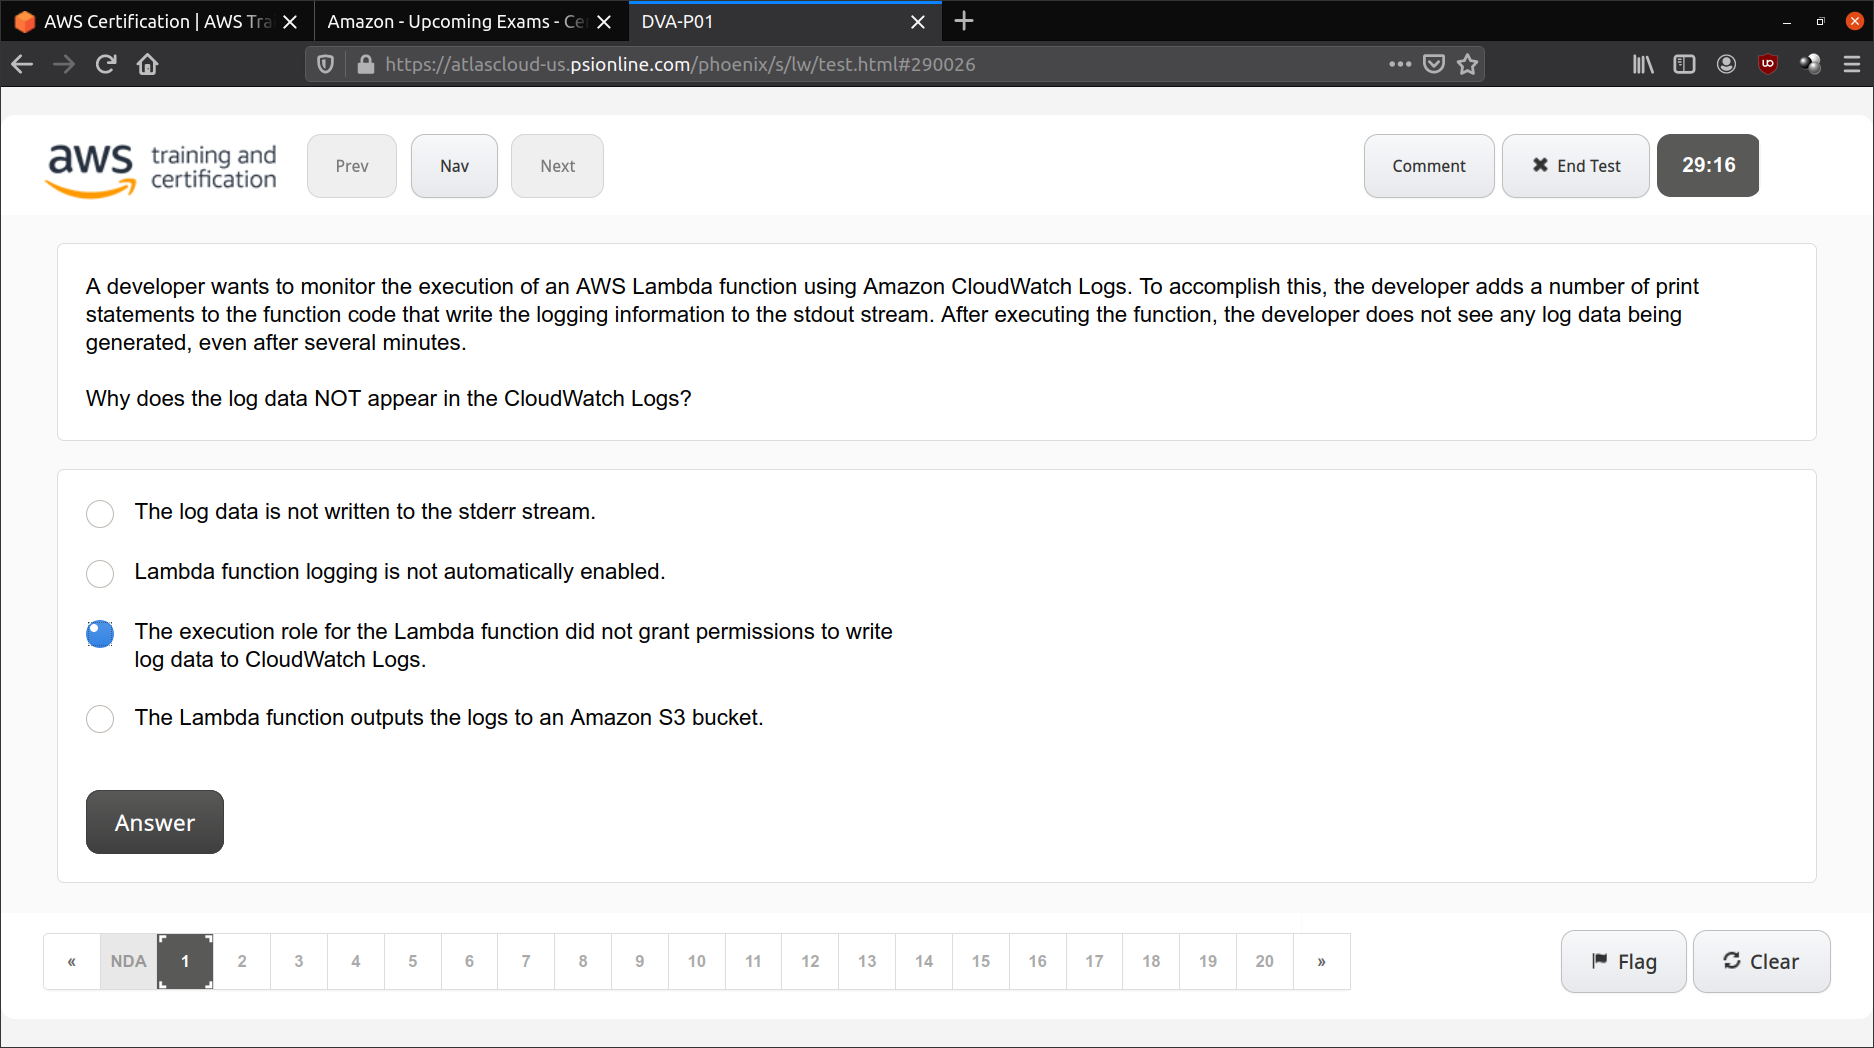 AWS Certification | AWS Tra
Amazon - Upcoming Exams - Ce
DVA-P01
https://atlascloud-us.psionline.com/phoenix/s/lw/test.html#290026
aws training and certification
Prev
Nav
Next
Comment
End Test
29:16
A developer wants to monitor the execution of an AWS Lambda function using Amazon CloudWatch Logs. To accomplish this, the developer adds a number of print
statements to the function code that write the logging information to the stdout stream. After executing the function, the developer does not see any log data being
generated, even after several minutes.
Why does the log data NOT appear in the CloudWatch Logs?
The log data is not written to the stderr stream.
Lambda function logging is not automatically enabled.
The execution role for the Lambda function did not grant permissions to write
log data to CloudWatch Logs.
The Lambda function outputs the logs to an Amazon S3 bucket.
Answer
« NDA 1 2 3 4 5 6 7 8 9 10 11 12 13 14 15 16 17 18 19 20 »
Flag
Clear